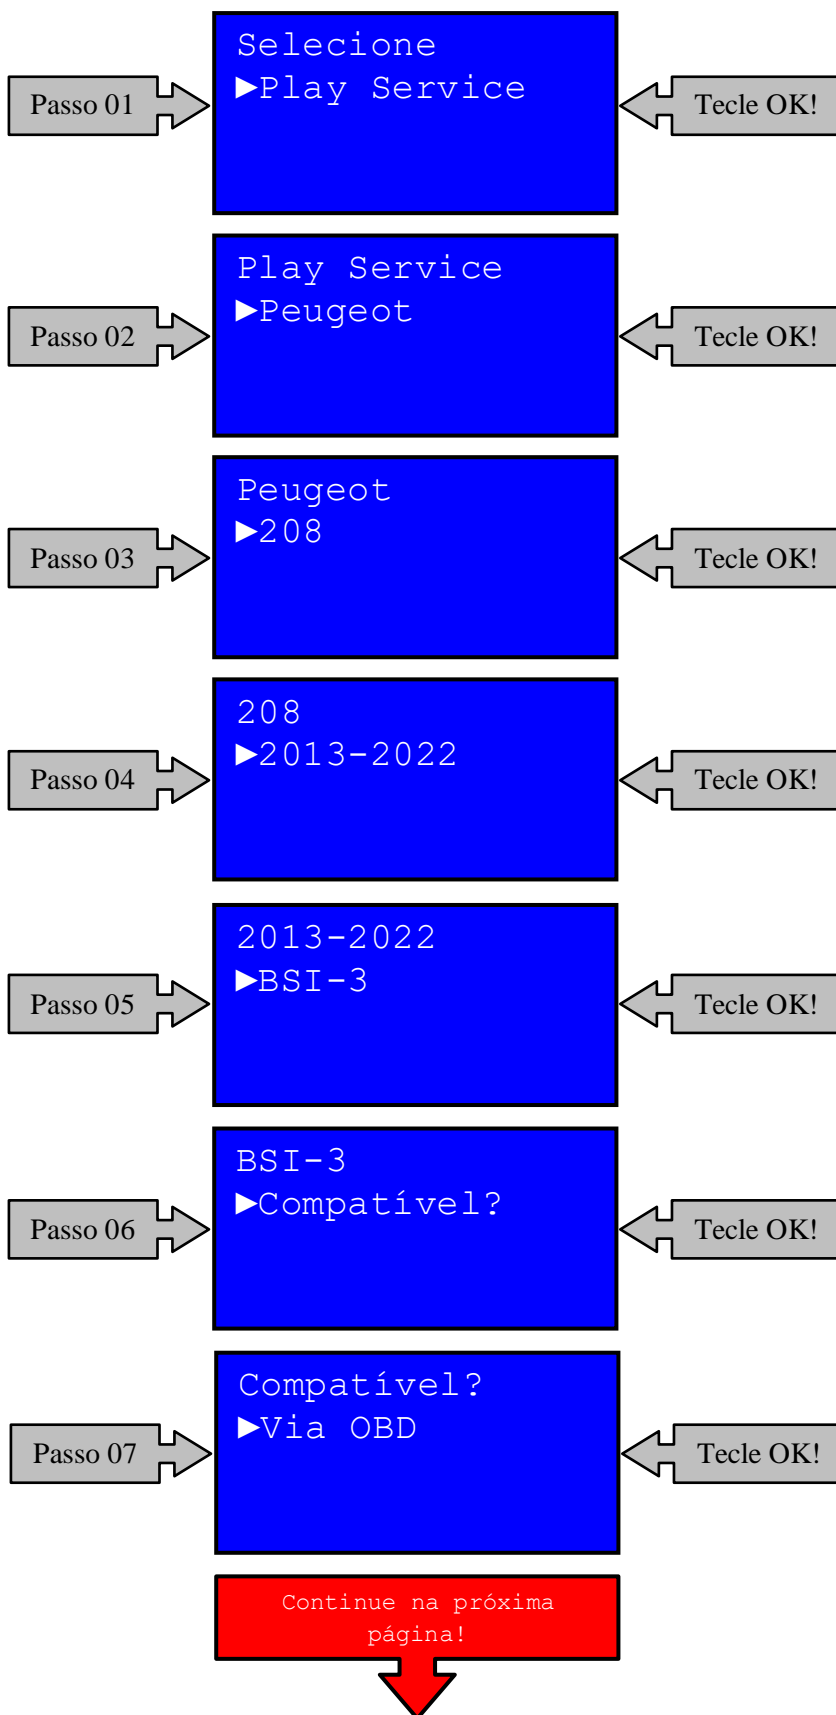 Selecione
►Play Service
Passo 01
Tecle OK!
Play Service
►Peugeot
Passo 02
Tecle OK!
Peugeot
►208
Passo 03
Tecle OK!
208
►2013-2022
Passo 04
Tecle OK!
2013-2022
►BSI-3
Passo 05
Tecle OK!
BSI-3
►Compatível?
Passo 06
Tecle OK!
Compatível?
►Via OBD
Passo 07
Tecle OK!
Continue na próxima
página!